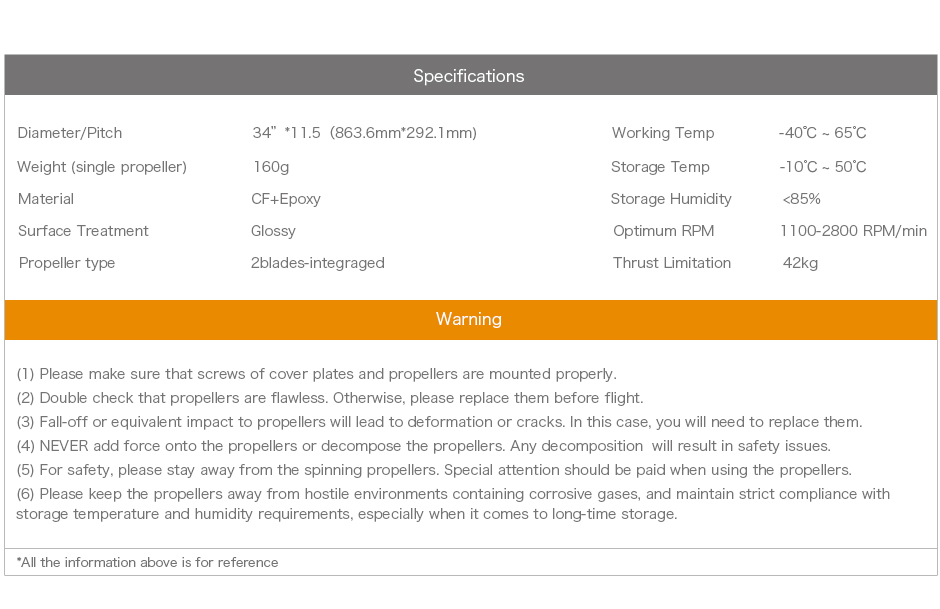 Specifications
Diameter/Pitch 34” *11.5 (863.6mm*292.1mm) Working Temp -40℃ ~ 65℃
Weight (single propeller) 160g Storage Temp -10℃ ~ 50℃
Material CF+Epoxy Storage Humidity <85%
Surface Treatment Glossy Optimum RPM 1100-2800 RPM/min
Propeller type 2blades-integraged Thrust Limitation 42kg
Warning
(1) Please make sure that screws of cover plates and propellers are mounted properly.
(2) Double check that propellers are flawless. Otherwise, please replace them before flight.
(3) Fall-off or equivalent impact to propellers will lead to deformation or cracks. In this case, you will need to replace them.
(4) NEVER add force onto the propellers or decompose the propellers. Any decomposition will result in safety issues.
(5) For safety, please stay away from the spinning propellers. Special attention should be paid when using the propellers.
(6) Please keep the propellers away from hostile environments containing corrosive gases, and maintain strict compliance with
storage temperature and humidity requirements, especially when it comes to long-time storage.
*All the information above is for reference